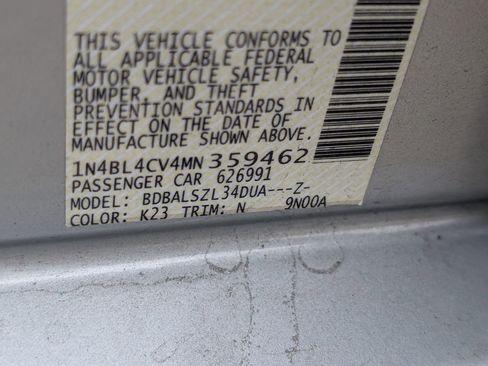 THIS VEHICLE CONFORMS TO
ALL APPLICABLE FEDERAL
MOTOR VEHICLE SAFETY,
BUMPER, AND THEFT
PREVENTION STANDARDS IN
EFFECT ON THE DATE OF
MANUFACTURE SHOWN ABOVE.
1N4BL4CV4MN359462
PASSENGER CAR 626991
MODEL: BDBALSZL34DUA---Z-
COLOR: K23 TRIM: N 9N00A